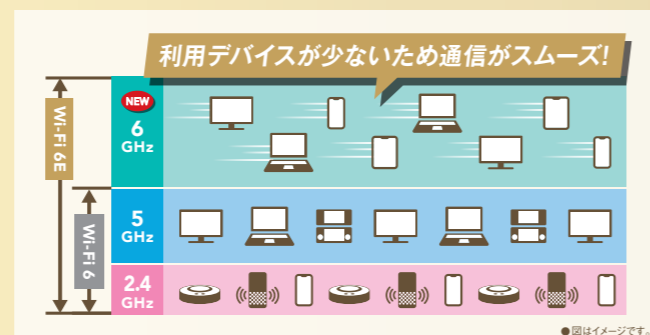 利用デバイスが少ないため通信がスムーズ!
Wi-Fi 6E
NEW
6
GHz
Wi-Fi 6
5
GHz
2.4
GHz
●図はイメージです。